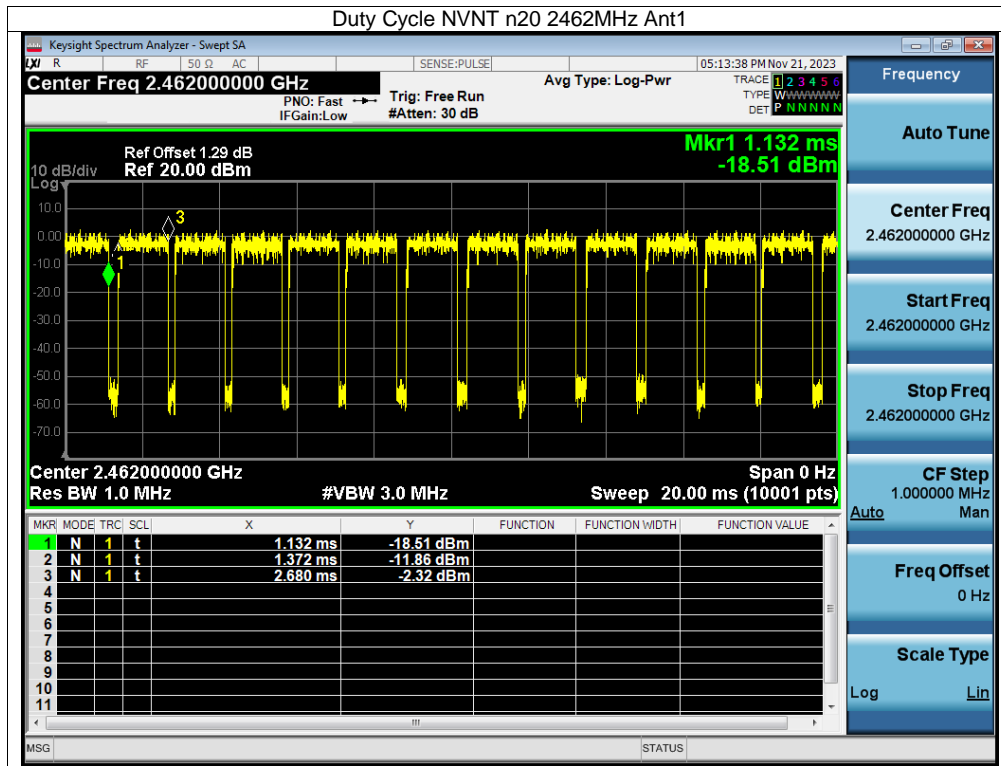 Duty Cycle NVNT n20 2462MHz Ant1
Keysight Spectrum Analyzer - Swept SA
LXI R RF 50 Ω AC SENSE:PULSE 05:13:38 PM Nov 21, 2023
Center Freq 2.462000000 GHz
PNO: Fast
IFGain:Low
Trig: Free Run
#Atten: 30 dB
Avg Type: Log-Pwr
TRACE 1 2 3 4 5 6
TYPE WWWWWW
DET P N N N N N
Ref Offset 1.29 dB
Ref 20.00 dBm
10 dB/div
Log
Mkr1 1.132 ms
-18.51 dBm
10.0
0.00
-10.0
-20.0
-30.0
-40.0
-50.0
-60.0
-70.0
1
3
Center 2.462000000 GHz Span 0 Hz
Res BW 1.0 MHz #VBW 3.0 MHz Sweep 20.00 ms (10001 pts)
MKR MODE TRC SCL X Y FUNCTION FUNCTION WIDTH FUNCTION VALUE
1 N 1 t 1.132 ms -18.51 dBm
2 N 1 t 1.372 ms -11.86 dBm
3 N 1 t 2.680 ms -2.32 dBm
4
5
6
7
8
9
10
11
MSG STATUS
Frequency
Auto Tune
Center Freq
2.462000000 GHz
Start Freq
2.462000000 GHz
Stop Freq
2.462000000 GHz
CF Step
1.000000 MHz
Auto Man
Freq Offset
0 Hz
Scale Type
Log Lin